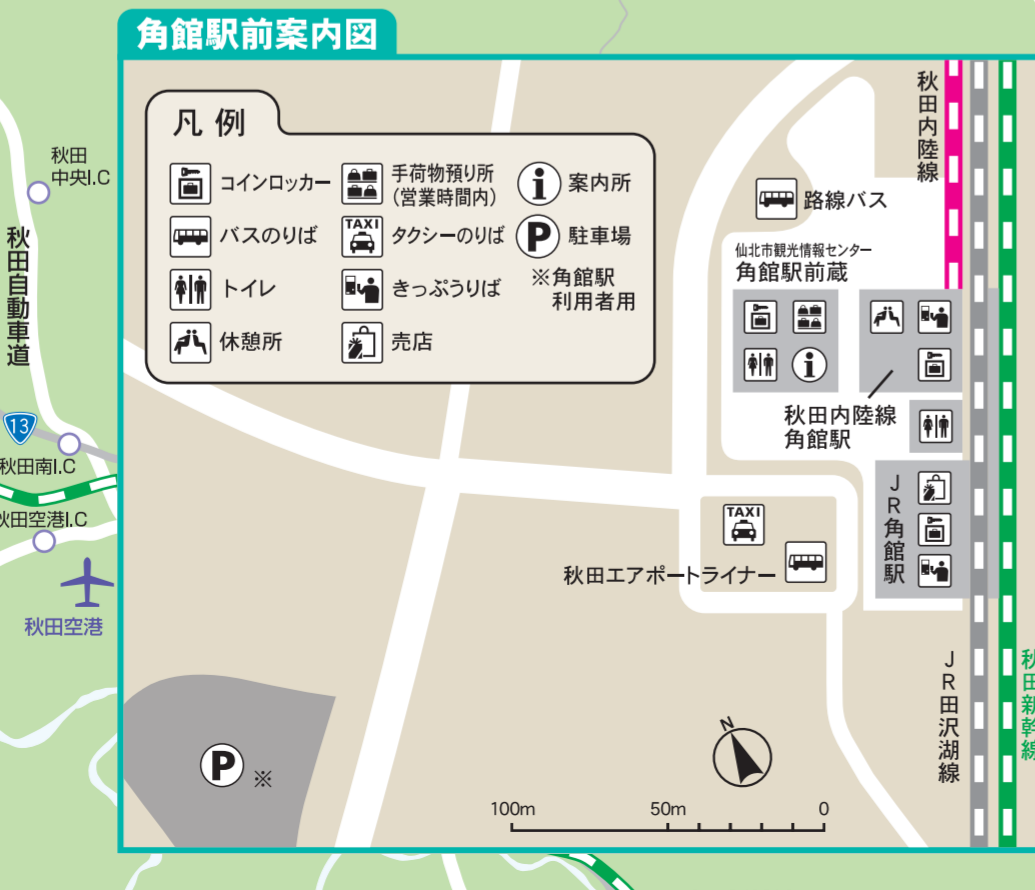 角館駅前案内図
凡例
コインロッカー
手荷物預り所
(営業時間内)
案内所
バスのりば
TAXI
タクシーのりば
P
駐車場
トイレ
きっぷうりば
※角館駅
利用者用
休憩所
売店
秋田
中央I.C
秋田自動車道
13
秋田南I.C
秋田空港I.C
秋田空港
秋田内陸線
路線バス
仙北市観光情報センター
角館駅前蔵
秋田内陸線
角館駅
JR角館駅
TAXI
秋田エアポートライナー
JR田沢湖線
秋田新幹線
P
※
N
100m
50m
0